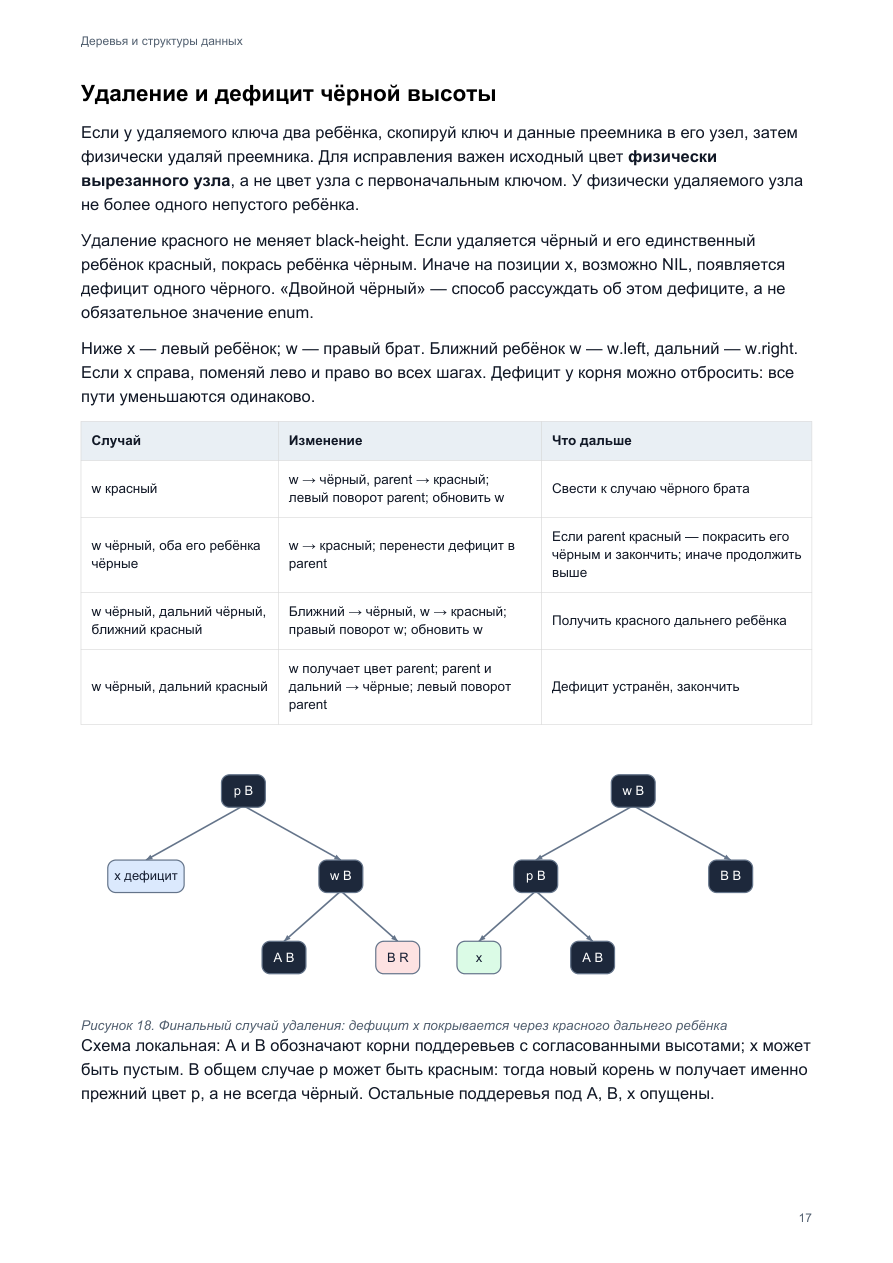 Деревья и структуры данных
Удаление и дефицит чёрной высоты
Если у удаляемого ключа два ребёнка, скопируй ключ и данные преемника в его узел, затем
физически удаляй преемника. Для исправления важен исходный цвет физически
вырезанного узла, а не цвет узла с первоначальным ключом. У физически удаляемого узла
не более одного непустого ребёнка.
Удаление красного не меняет black-height. Если удаляется чёрный и его единственный
ребёнок красный, покрась ребёнка чёрным. Иначе на позиции x, возможно NIL, появляется
дефицит одного чёрного. «Двойной чёрный» — способ рассуждать об этом дефиците, а не
обязательное значение enum.
Ниже x — левый ребёнок; w — правый брат. Ближний ребёнок w — w.left, дальний — w.right.
Если x справа, поменяй лево и право во всех шагах. Дефицит у корня можно отбросить: все
пути уменьшаются одинаково.
Случай Изменение Что дальше
w красный
w → чёрный, parent → красный;
левый поворот parent; обновить w
Свести к случаю чёрного брата
w чёрный, оба его ребёнка
чёрные
w → красный; перенести дефицит в
parent
Если parent красный — покрасить его
чёрным и закончить; иначе продолжить
выше
w чёрный, дальний чёрный,
ближний красный
Ближний → чёрный, w → красный;
правый поворот w; обновить w
Получить красного дальнего ребёнка
w чёрный, дальний красный
w получает цвет parent; parent и
дальний → чёрные; левый поворот
parent
Дефицит устранён, закончить
p B w B
x дефицит w B p B B B
A B B R x A B
Рисунок 18. Финальный случай удаления: дефицит x покрывается через красного дальнего ребёнка
Схема локальная: A и B обозначают корни поддеревьев с согласованными высотами; x может
быть пустым. В общем случае p может быть красным: тогда новый корень w получает именно
прежний цвет p, а не всегда чёрный. Остальные поддеревья под A, B, x опущены.
17